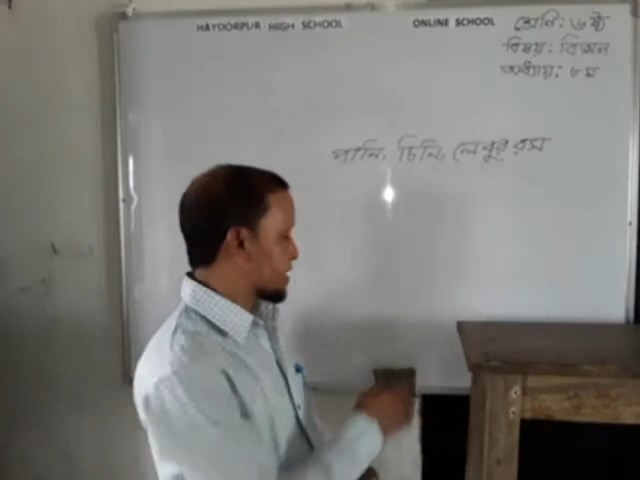 HAYDORPUR HIGH SCHOOL ONLINE SCHOOL
শ্রেণি: ৬ষ্ঠ
বিষয়: বিজ্ঞান
অধ্যায়: ৮ম
পানি, চিনি, লেবুর রস